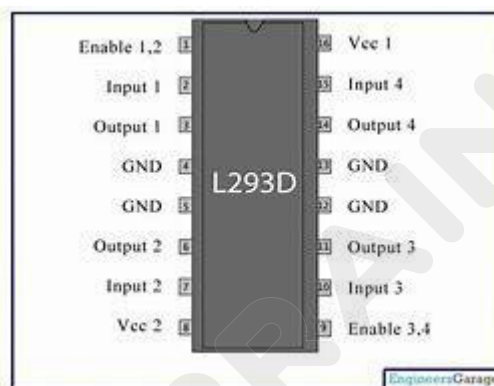 Enable 1,2 1 16 Vcc 1
Input 1 2 15 Input 4
Output 1 3 14 Output 4
GND 4 13 GND
L293D
GND 5 12 GND
Output 2 6 11 Output 3
Input 2 7 10 Input 3
Vcc 2 8 9 Enable 3,4
EngineersGarage